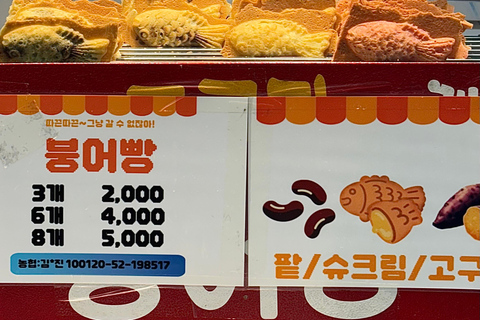 따끈따끈~그냥 갈 수 없잖아!
붕어빵
3개 2,000
6개 4,000
8개 5,000
농협:김*진 100120-52-198517
팥/슈크림/고구